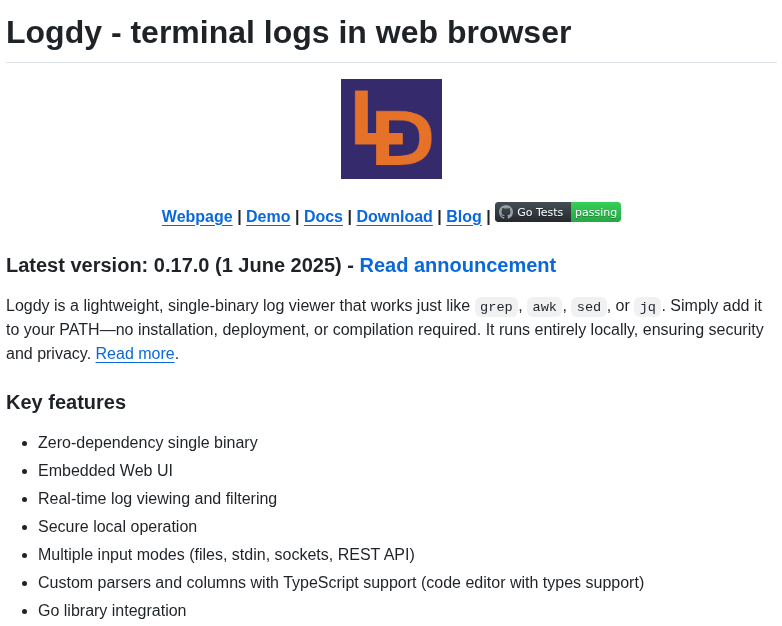 Logdy - terminal logs in web browser
LD
Webpage | Demo | Docs | Download | Blog | Go Tests passing
Latest version: 0.17.0 (1 June 2025) - Read announcement
Logdy is a lightweight, single-binary log viewer that works just like grep, awk, sed, or jq. Simply add it
to your PATH—no installation, deployment, or compilation required. It runs entirely locally, ensuring security
and privacy. Read more.
Key features
• Zero-dependency single binary
• Embedded Web UI
• Real-time log viewing and filtering
• Secure local operation
• Multiple input modes (files, stdin, sockets, REST API)
• Custom parsers and columns with TypeScript support (code editor with types support)
• Go library integration